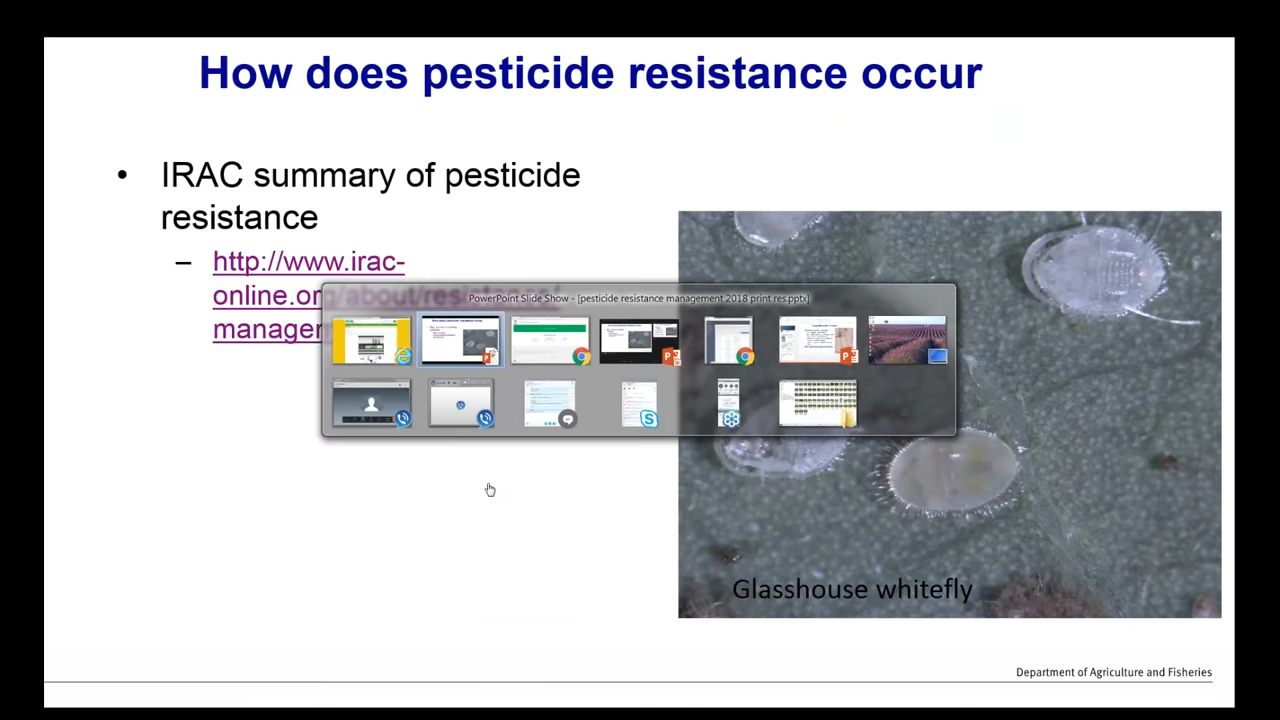 How does pesticide resistance occur
• IRAC summary of pesticide
resistance
– http://www.irac-
online.org/about/resistance/
manager
PowerPoint Slide Show - [pesticide resistance management 2018 print res.pptx]
Glasshouse whitefly
Department of Agriculture and Fisheries